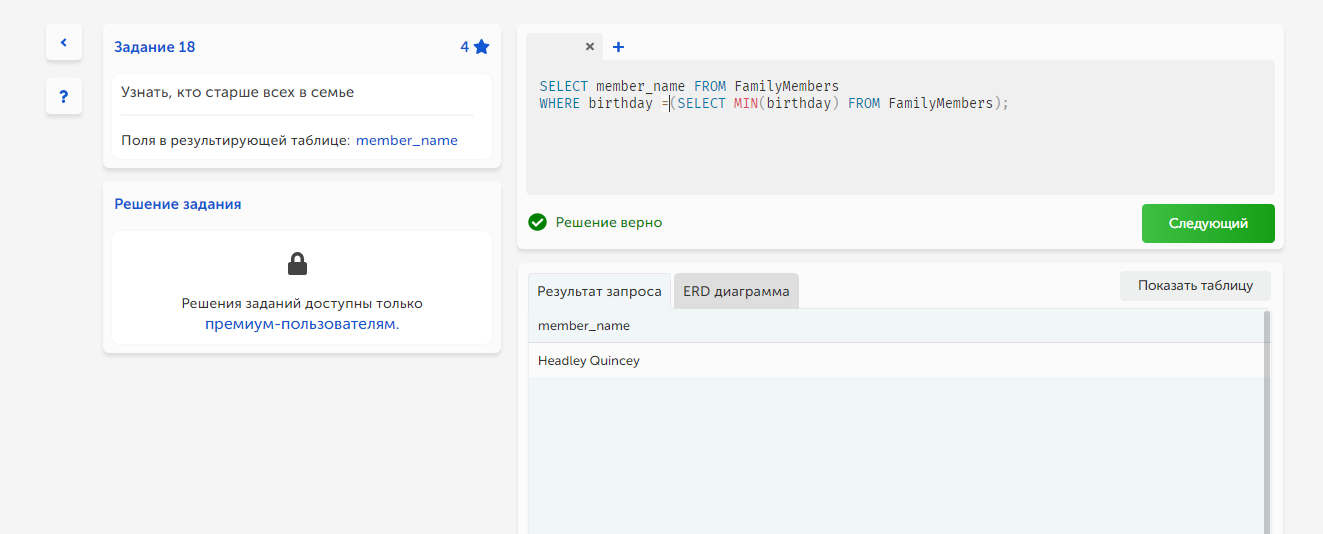 Задание 18
4
Узнать, кто старше всех в семье
Поля в результирующей таблице: member_name
Решение задания
Решения заданий доступны только
премиум-пользователям.
?
× +
SELECT member_name FROM FamilyMembers
WHERE birthday =(SELECT MIN(birthday) FROM FamilyMembers);
Решение верно
Следующий
Результат запроса
ERD диаграмма
Показать таблицу
member_name
Headley Quincey